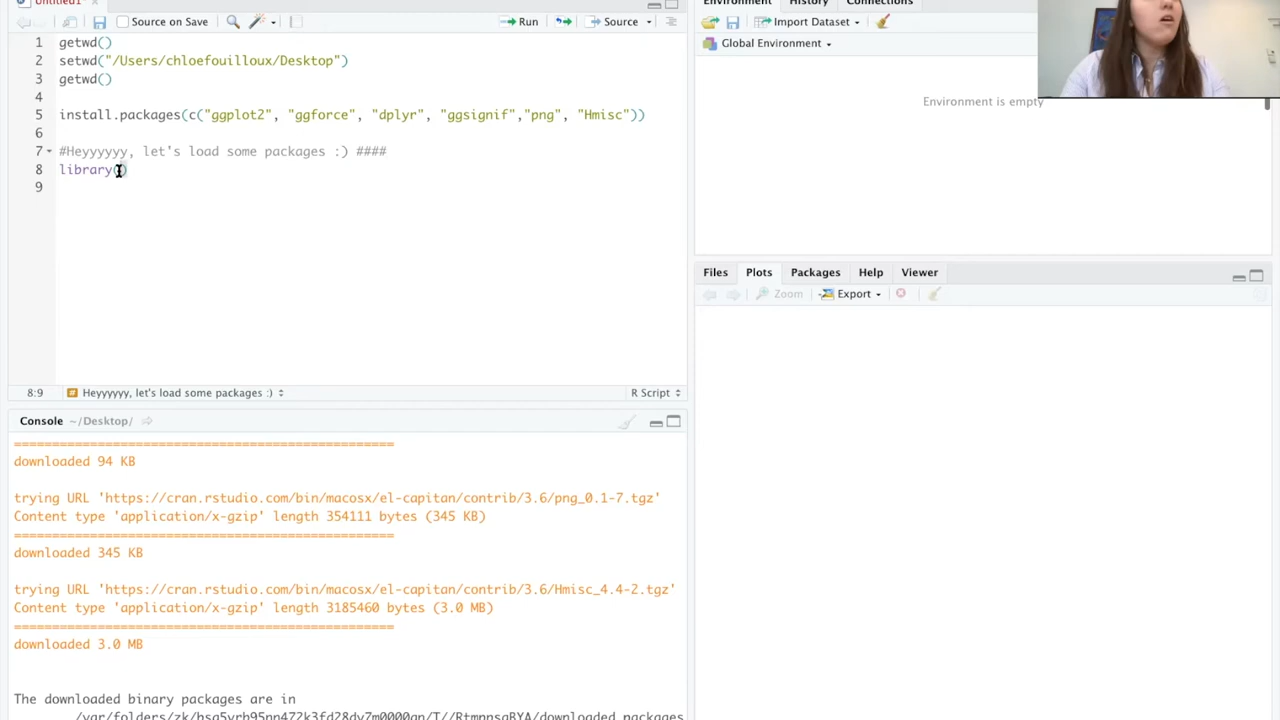 Untitled1*
Environment History Connections
Source on Save Run Source
Import Dataset
Global Environment
1 getwd()
2 setwd("/Users/chloefouilloux/Desktop")
3 getwd()
4
5 install.packages(c("ggplot2", "ggforce", "dplyr", "ggsignif","png", "Hmisc"))
6
7 #Heyyyyyy, let's load some packages :) ####
8 library()
9
Environment is empty
Files Plots Packages Help Viewer
Zoom Export
8:9 Heyyyyyy, let's load some packages :) R Script
Console ~/Desktop/
==================================================
downloaded 94 KB
trying URL 'https://cran.rstudio.com/bin/macosx/el-capitan/contrib/3.6/png_0.1-7.tgz'
Content type 'application/x-gzip' length 354111 bytes (345 KB)
==================================================
downloaded 345 KB
trying URL 'https://cran.rstudio.com/bin/macosx/el-capitan/contrib/3.6/Hmisc_4.4-2.tgz'
Content type 'application/x-gzip' length 3185460 bytes (3.0 MB)
==================================================
downloaded 3.0 MB
The downloaded binary packages are in